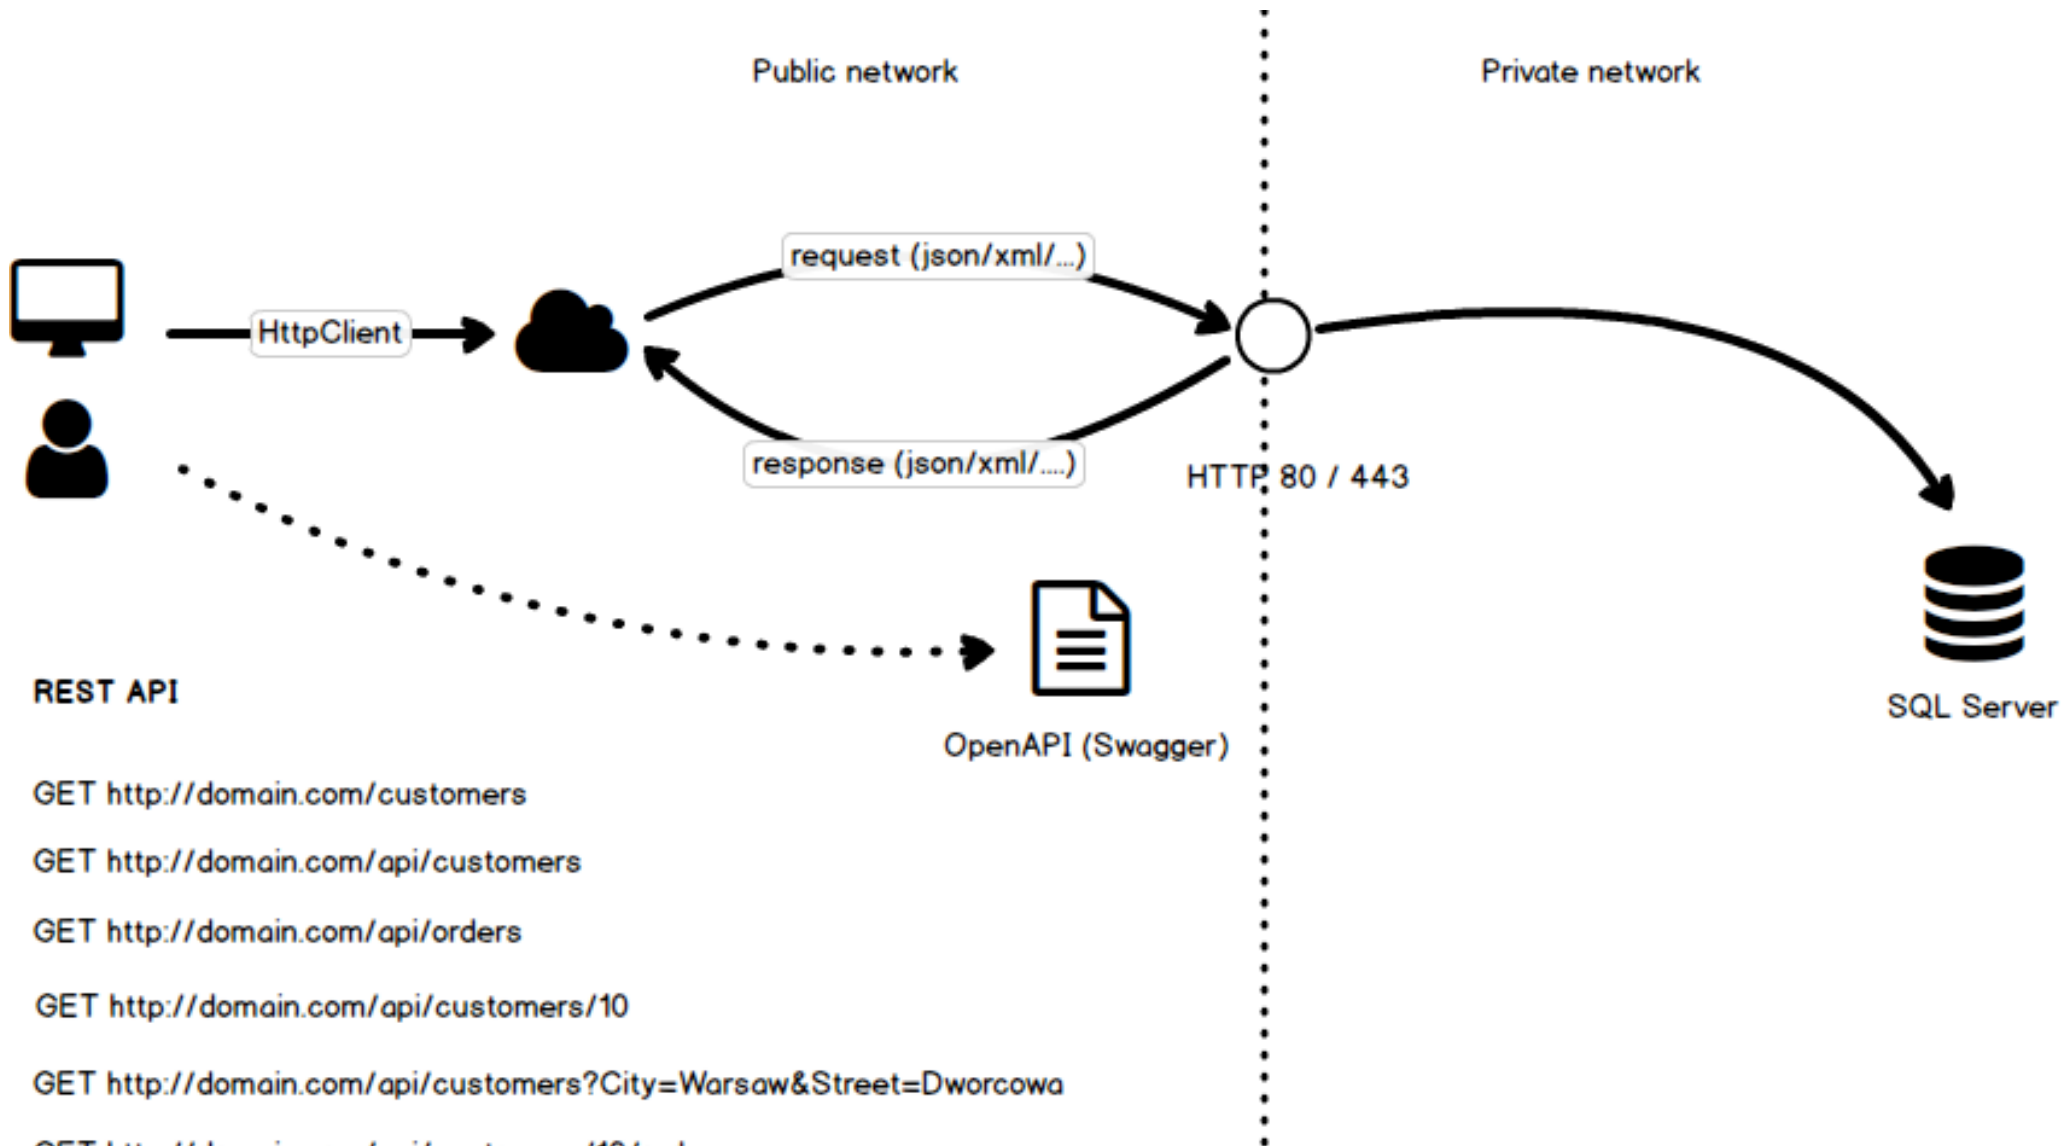 Public network
Private network
request (json/xml/...)
HttpClient
response (json/xml/....)
HTTP 80 / 443
REST API
SQL Server
OpenAPI (Swagger)
GET http://domain.com/customers
GET http://domain.com/api/customers
GET http://domain.com/api/orders
GET http://domain.com/api/customers/10
GET http://domain.com/api/customers?City=Warsaw&Street=Dworcowa